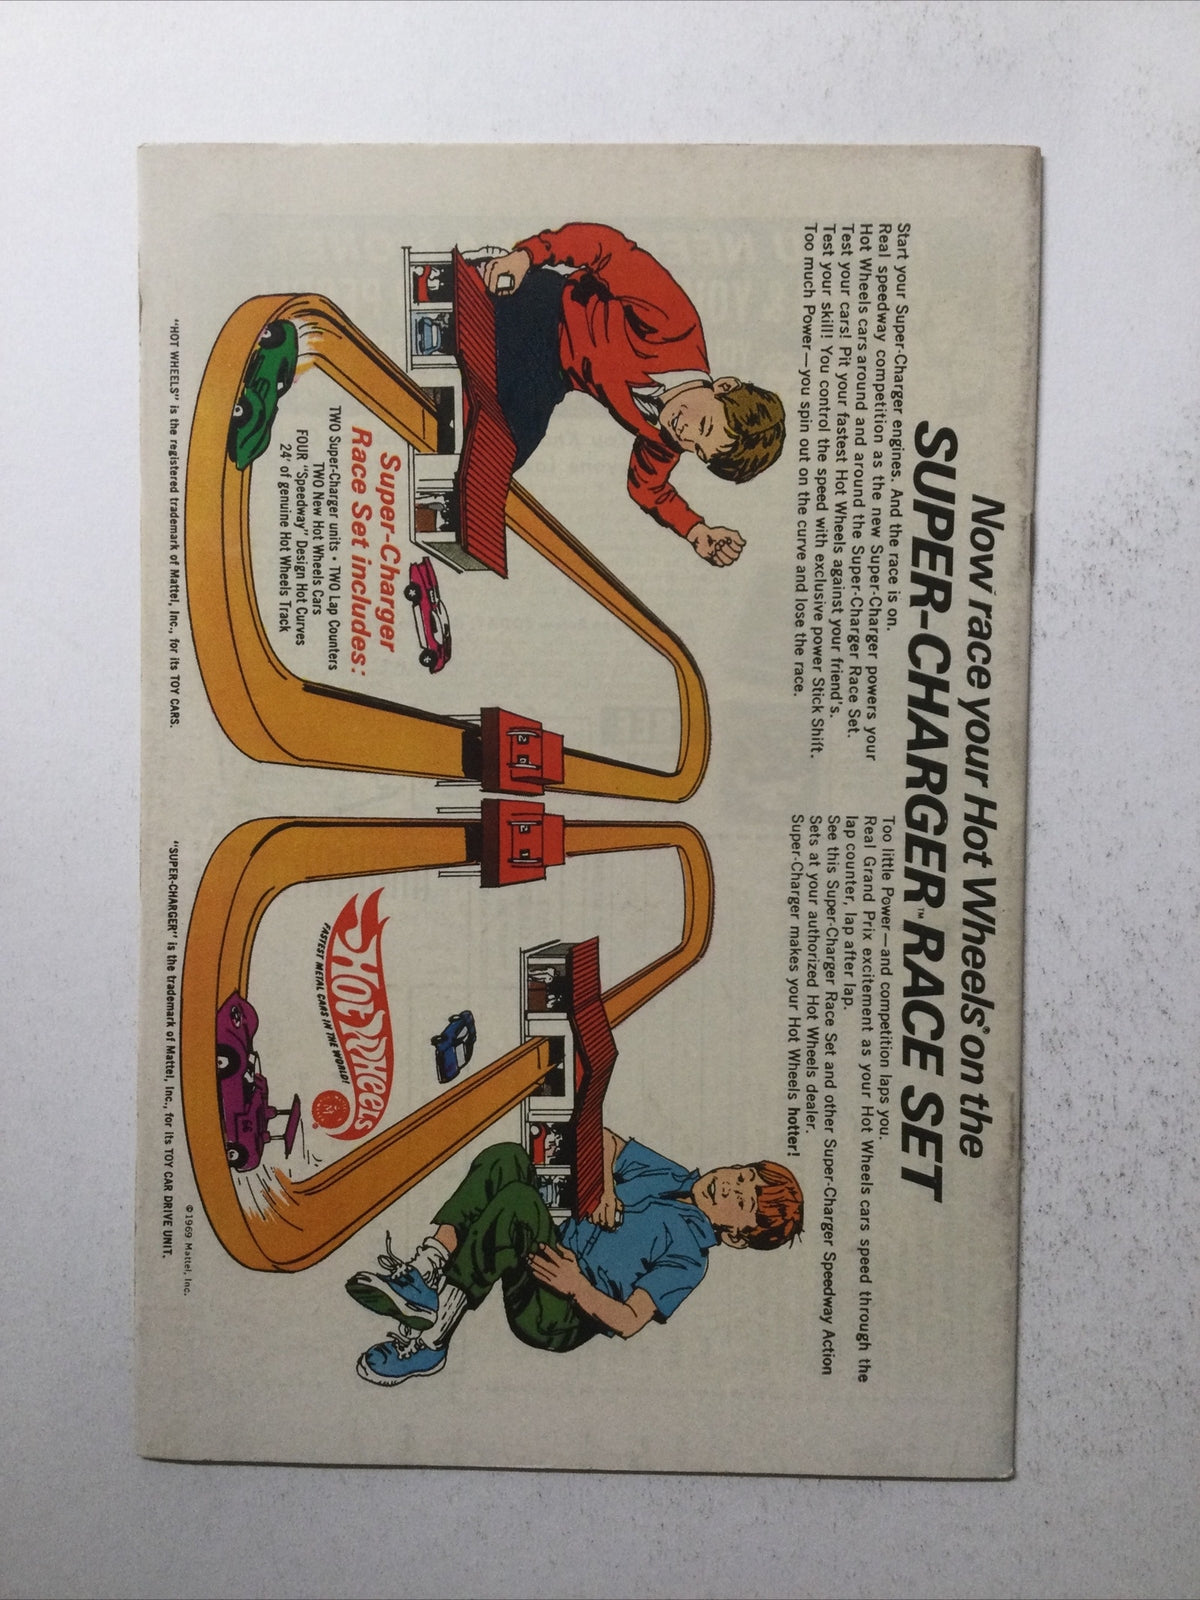 Now race your Hot Wheels® on the
SUPER-CHARGER™ RACE SET
Start your Super-Charger engines. And the race is on.
Real speedway competition as the new Super-Charger powers your
Hot Wheels cars around and around the Super-Charger Race Set.
Test your cars! Pit your fastest Hot Wheels against your friend's.
Test your skill! You control the speed with exclusive power Stick Shift.
Too much Power—you spin out on the curve and lose the race.
Too little Power—and competition laps you.
Real Grand Prix excitement as your Hot Wheels cars speed through the
lap counter, lap after lap.
See this Super-Charger Race Set and other Super-Charger Speedway Action
Sets at your authorized Hot Wheels dealer.
Super-Charger makes your Hot Wheels hotter!
Super-Charger
Race Set includes:
TWO Super-Charger units • TWO Lap Counters
TWO New Hot Wheels Cars
FOUR "Speedway" Design Hot Curves
24' of genuine Hot Wheels Track
HOT WHEELS
FASTEST METAL CARS IN THE WORLD!
"HOT WHEELS" is the registered trademark of Mattel, Inc., for its TOY CARS.
"SUPER-CHARGER" is the trademark of Mattel, Inc., for its TOY CAR DRIVE UNIT.
©1969 Mattel, Inc.